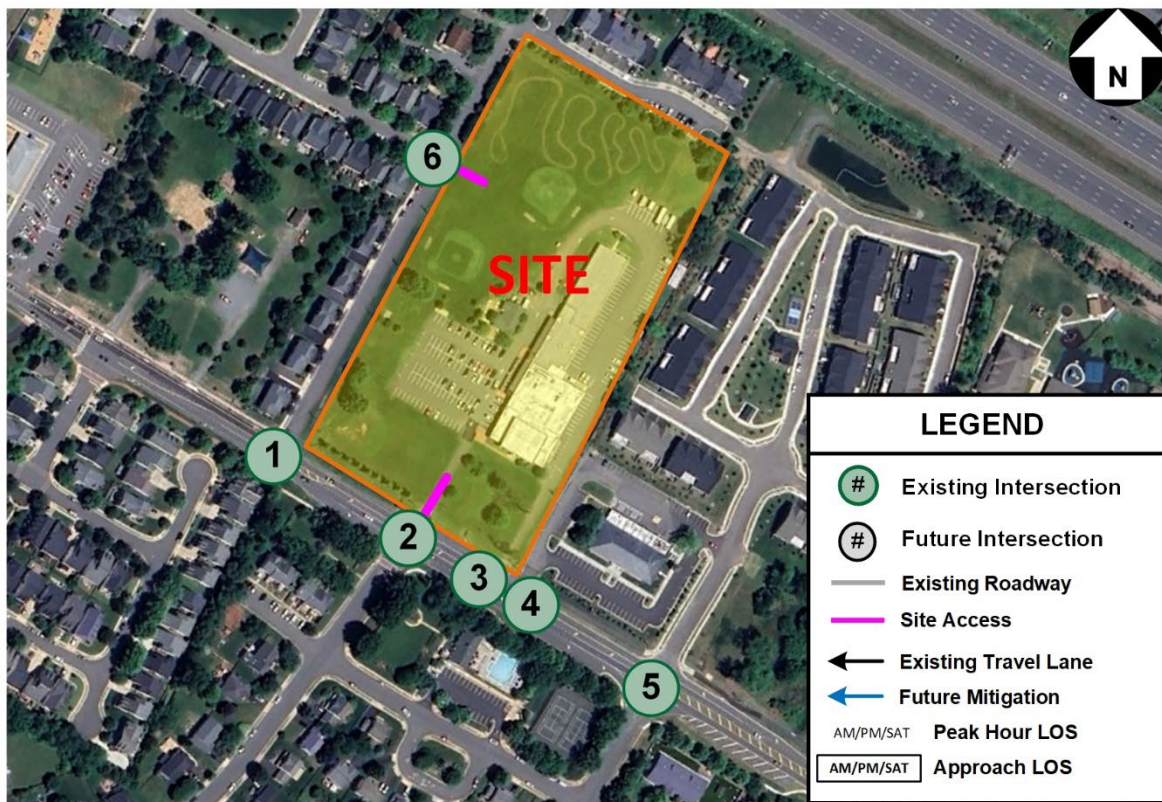 N
6
SITE
1
2
3
4
5
LEGEND
# Existing Intersection
# Future Intersection
Existing Roadway
Site Access
Existing Travel Lane
Future Mitigation
AM/PM/SAT Peak Hour LOS
AM/PM/SAT Approach LOS